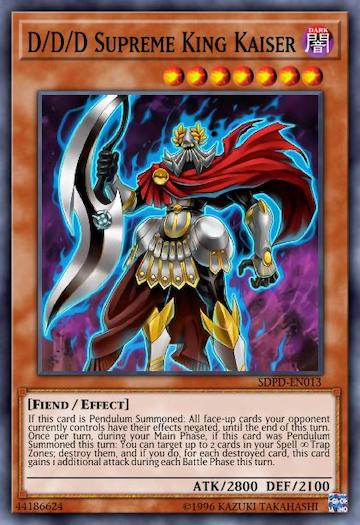 D/D/D SUPREME KING KAISER
DARK
闇
SDPD-EN013
[FIEND / EFFECT]
If this card is Pendulum Summoned: All face-up cards your opponent
currently controls have their effects negated, until the end of this turn.
Once per turn, during your Main Phase, if this card was Pendulum
Summoned this turn: You can target up to 2 cards in your Spell ∞ Trap
Zones; destroy them, and if you do, for each destroyed card, this card
gains 1 additional attack during each Battle Phase this turn.
ATK/2800 DEF/2100
44186624
©1996 KAZUKI TAKAHASHI